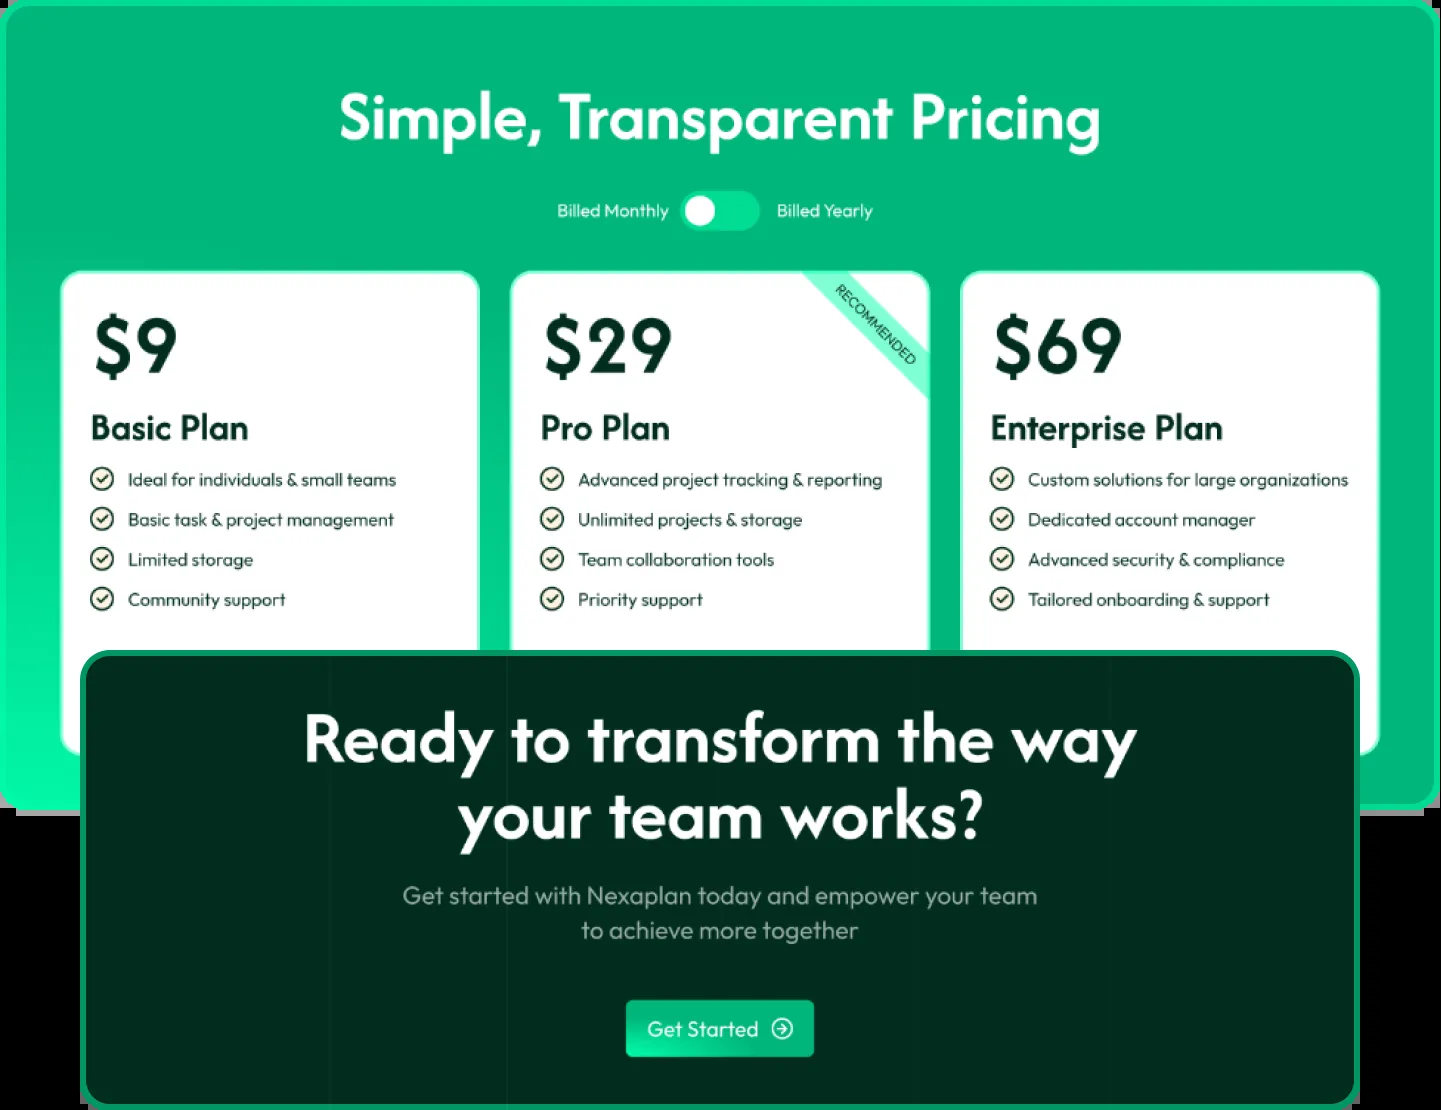 Simple, Transparent Pricing
Billed Monthly
Billed Yearly
$9
Basic Plan
Ideal for individuals & small teams
Basic task & project management
Limited storage
Community support
RECOMMENDED
$29
Pro Plan
Advanced project tracking & reporting
Unlimited projects & storage
Team collaboration tools
Priority support
$69
Enterprise Plan
Custom solutions for large organizations
Dedicated account manager
Advanced security & compliance
Tailored onboarding & support
Ready to transform the way
your team works?
Get started with Nexaplan today and empower your team
to achieve more together
Get Started